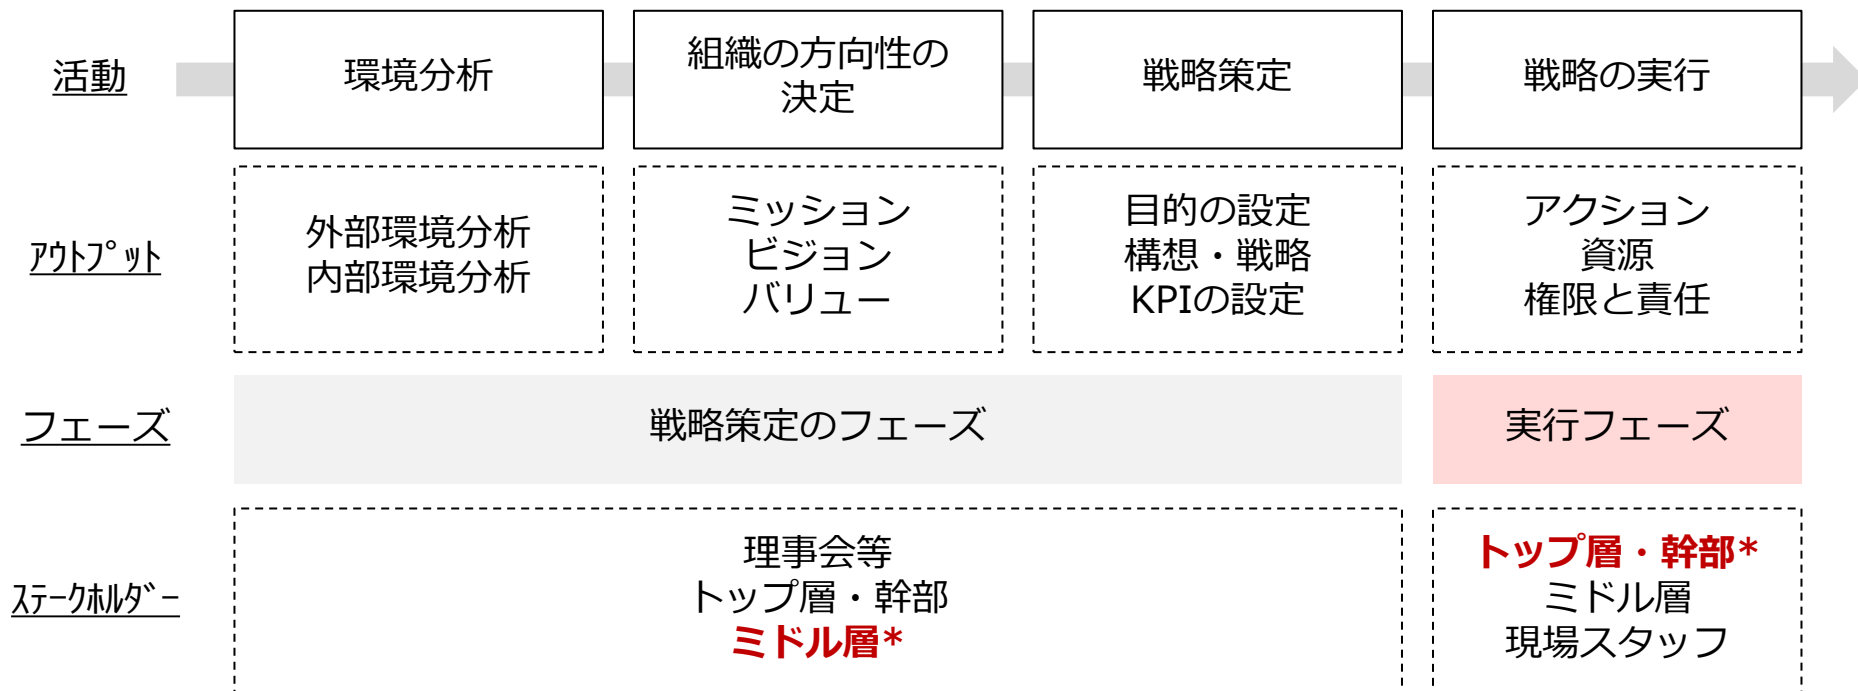 活動
環境分析
組織の方向性の
決定
戦略策定
戦略の実行
ｱｳﾄﾌﾟｯﾄ
外部環境分析
内部環境分析
ミッション
ビジョン
バリュー
目的の設定
構想・戦略
KPIの設定
アクション
資源
権限と責任
フェーズ
戦略策定のフェーズ
実行フェーズ
ｽﾃｰｸﾎﾙﾀﾞｰ
理事会等
トップ層・幹部
ミドル層*
トップ層・幹部*
ミドル層
現場スタッフ